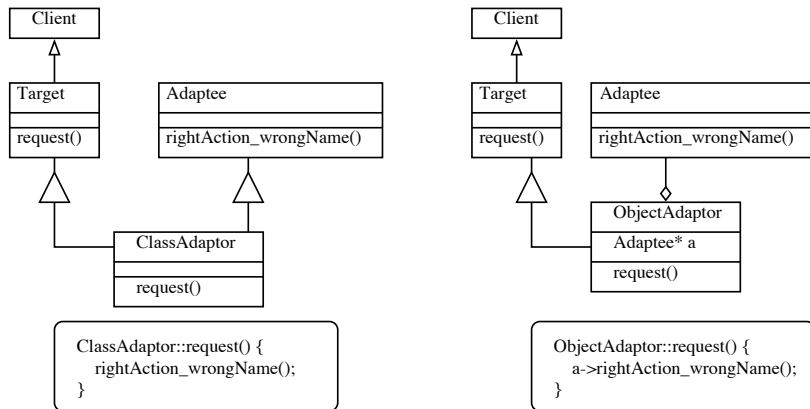 Client
Target
request()
Adaptee
rightAction_wrongName()
ClassAdaptor
request()
ClassAdaptor::request() {
rightAction_wrongName();
}
Client
Target
request()
Adaptee
rightAction_wrongName()
ObjectAdaptor
Adaptee* a
request()
ObjectAdaptor::request() {
a->rightAction_wrongName();
}